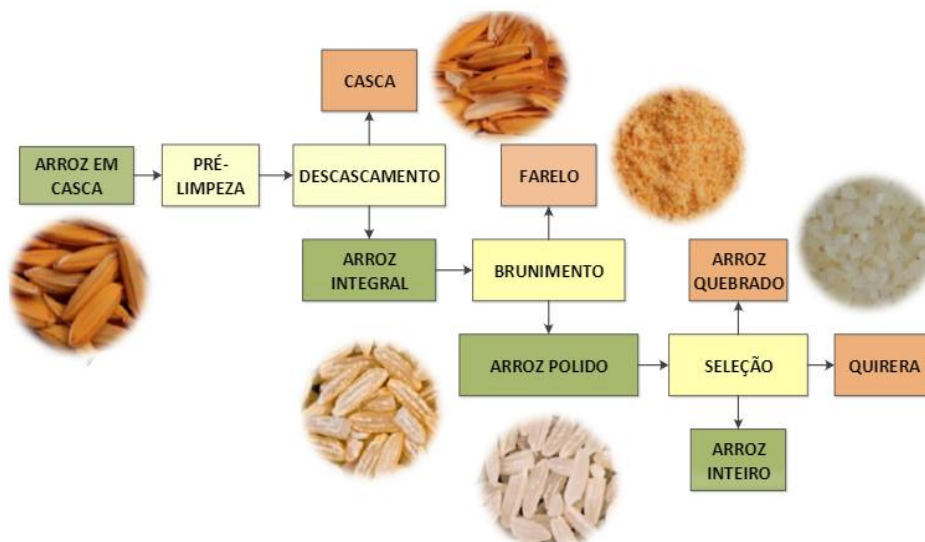 CASCA
ARROZ EM
CASCA
PRÉ-
LIMPEZA
DESCASCAMENTO
FARELO
ARROZ
INTEGRAL
BRUNIMENTO
ARROZ
QUEBRADO
ARROZ POLIDO
SELEÇÃO
QUIRERA
ARROZ
INTEIRO